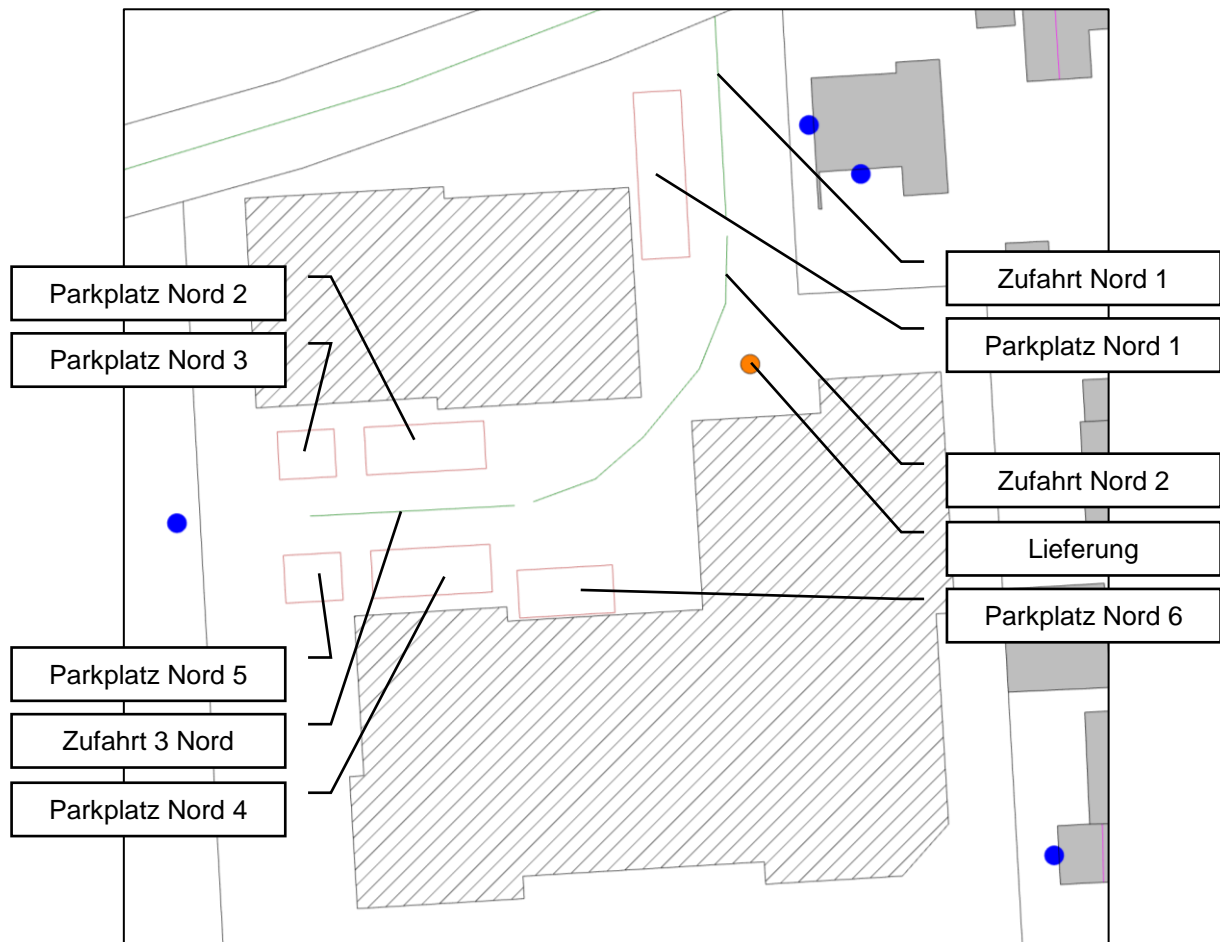 Parkplatz Nord 2
Parkplatz Nord 3
Parkplatz Nord 5
Zufahrt 3 Nord
Parkplatz Nord 4
Zufahrt Nord 1
Parkplatz Nord 1
Zufahrt Nord 2
Lieferung
Parkplatz Nord 6